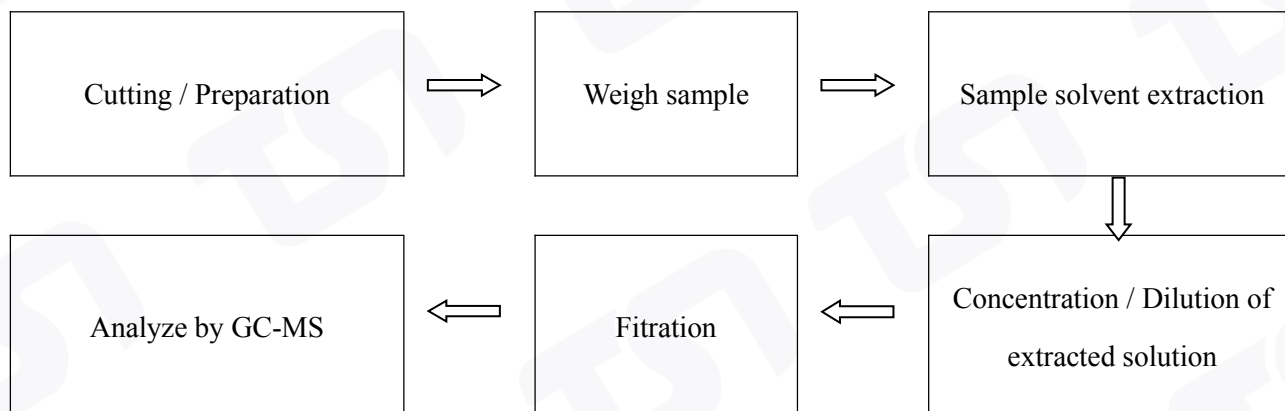 Cutting / Preparation
Weigh sample
Sample solvent extraction
Concentration / Dilution of
extracted solution
Fitration
Analyze by GC-MS